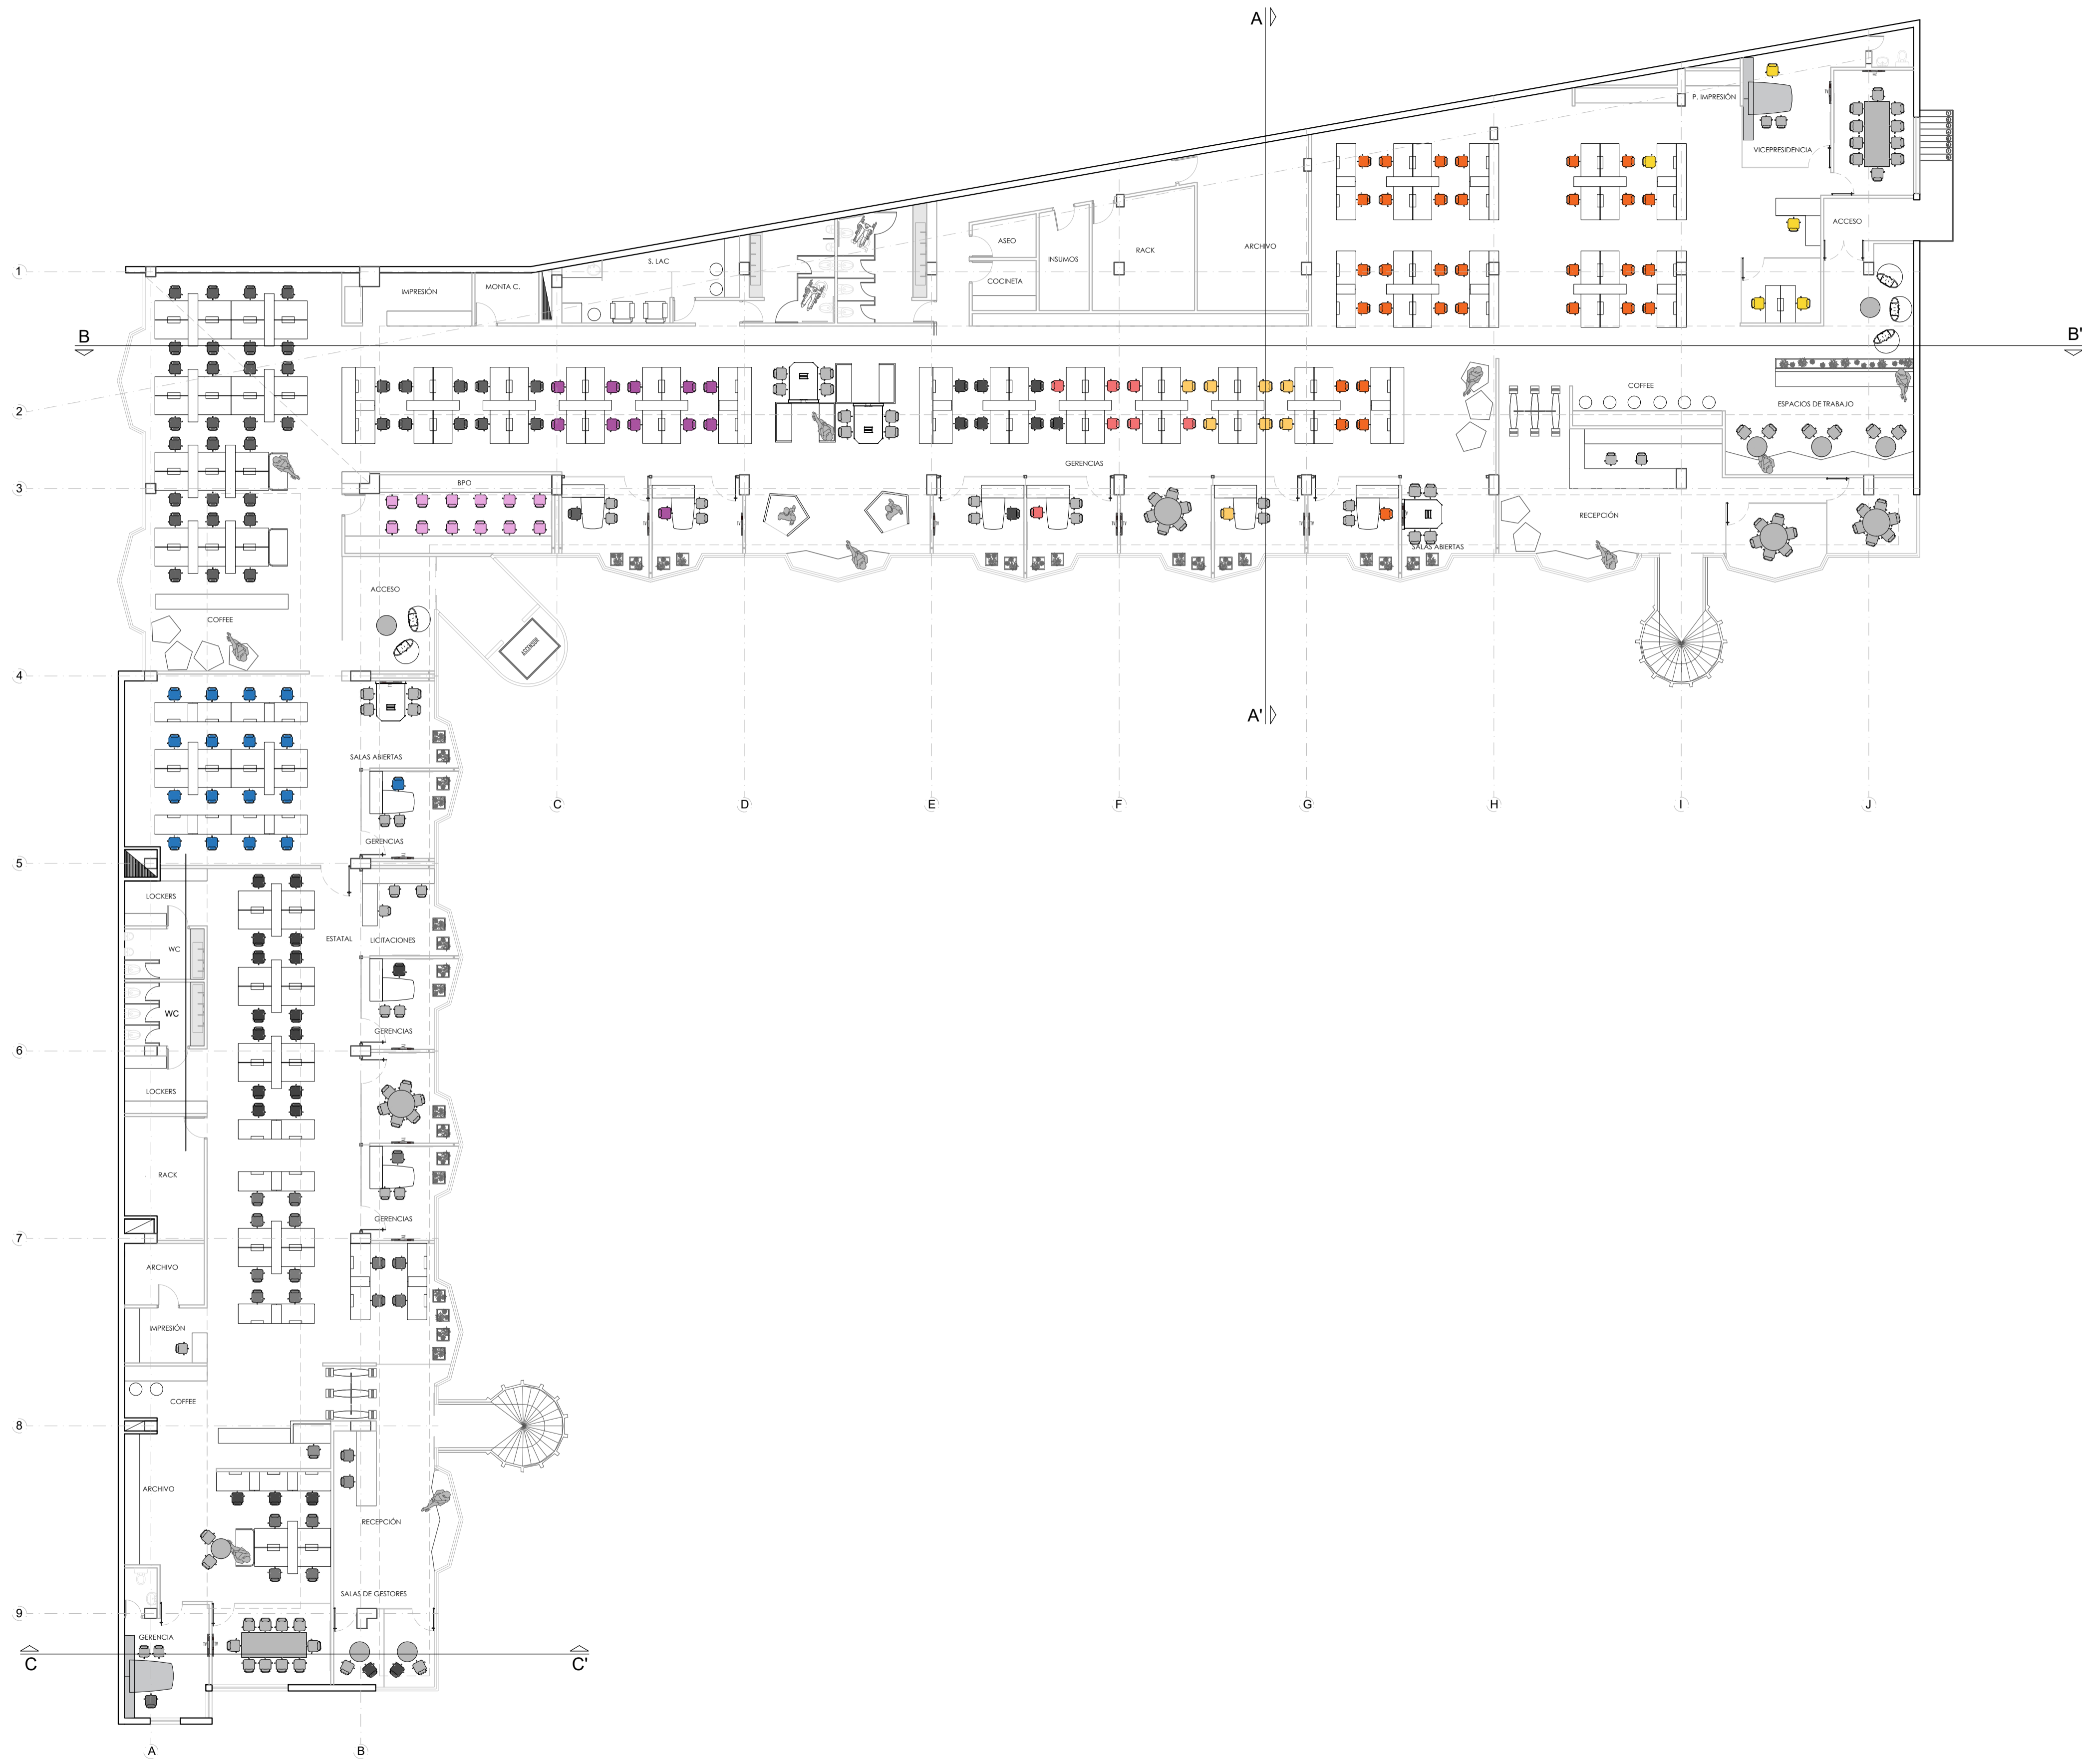 A
P. IMPRESIÓN
VICEPRESIDENCIA
ACCESO
ASEO
INSUMOS
RACK
ARCHIVO
S. LAC
1
IMPRESIÓN
MONTA C.
COCINETA
B
B'
COFFEE
ESPACIOS DE TRABAJO
2
GERENCIAS
3
BPO
RECEPCIÓN
SALAS ABIERTAS
ACCESO
COFFEE
ASCENSOR
4
A'
SALAS ABIERTAS
C
D
E
F
G
H
I
J
GERENCIAS
5
LOCKERS
ESTATAL
LICITACIONES
WC
WC
GERENCIAS
6
LOCKERS
RACK
GERENCIAS
7
ARCHIVO
IMPRESIÓN
COFFEE
8
ARCHIVO
RECEPCIÓN
SALAS DE GESTORES
9
GERENCIA
C
C'
A
B